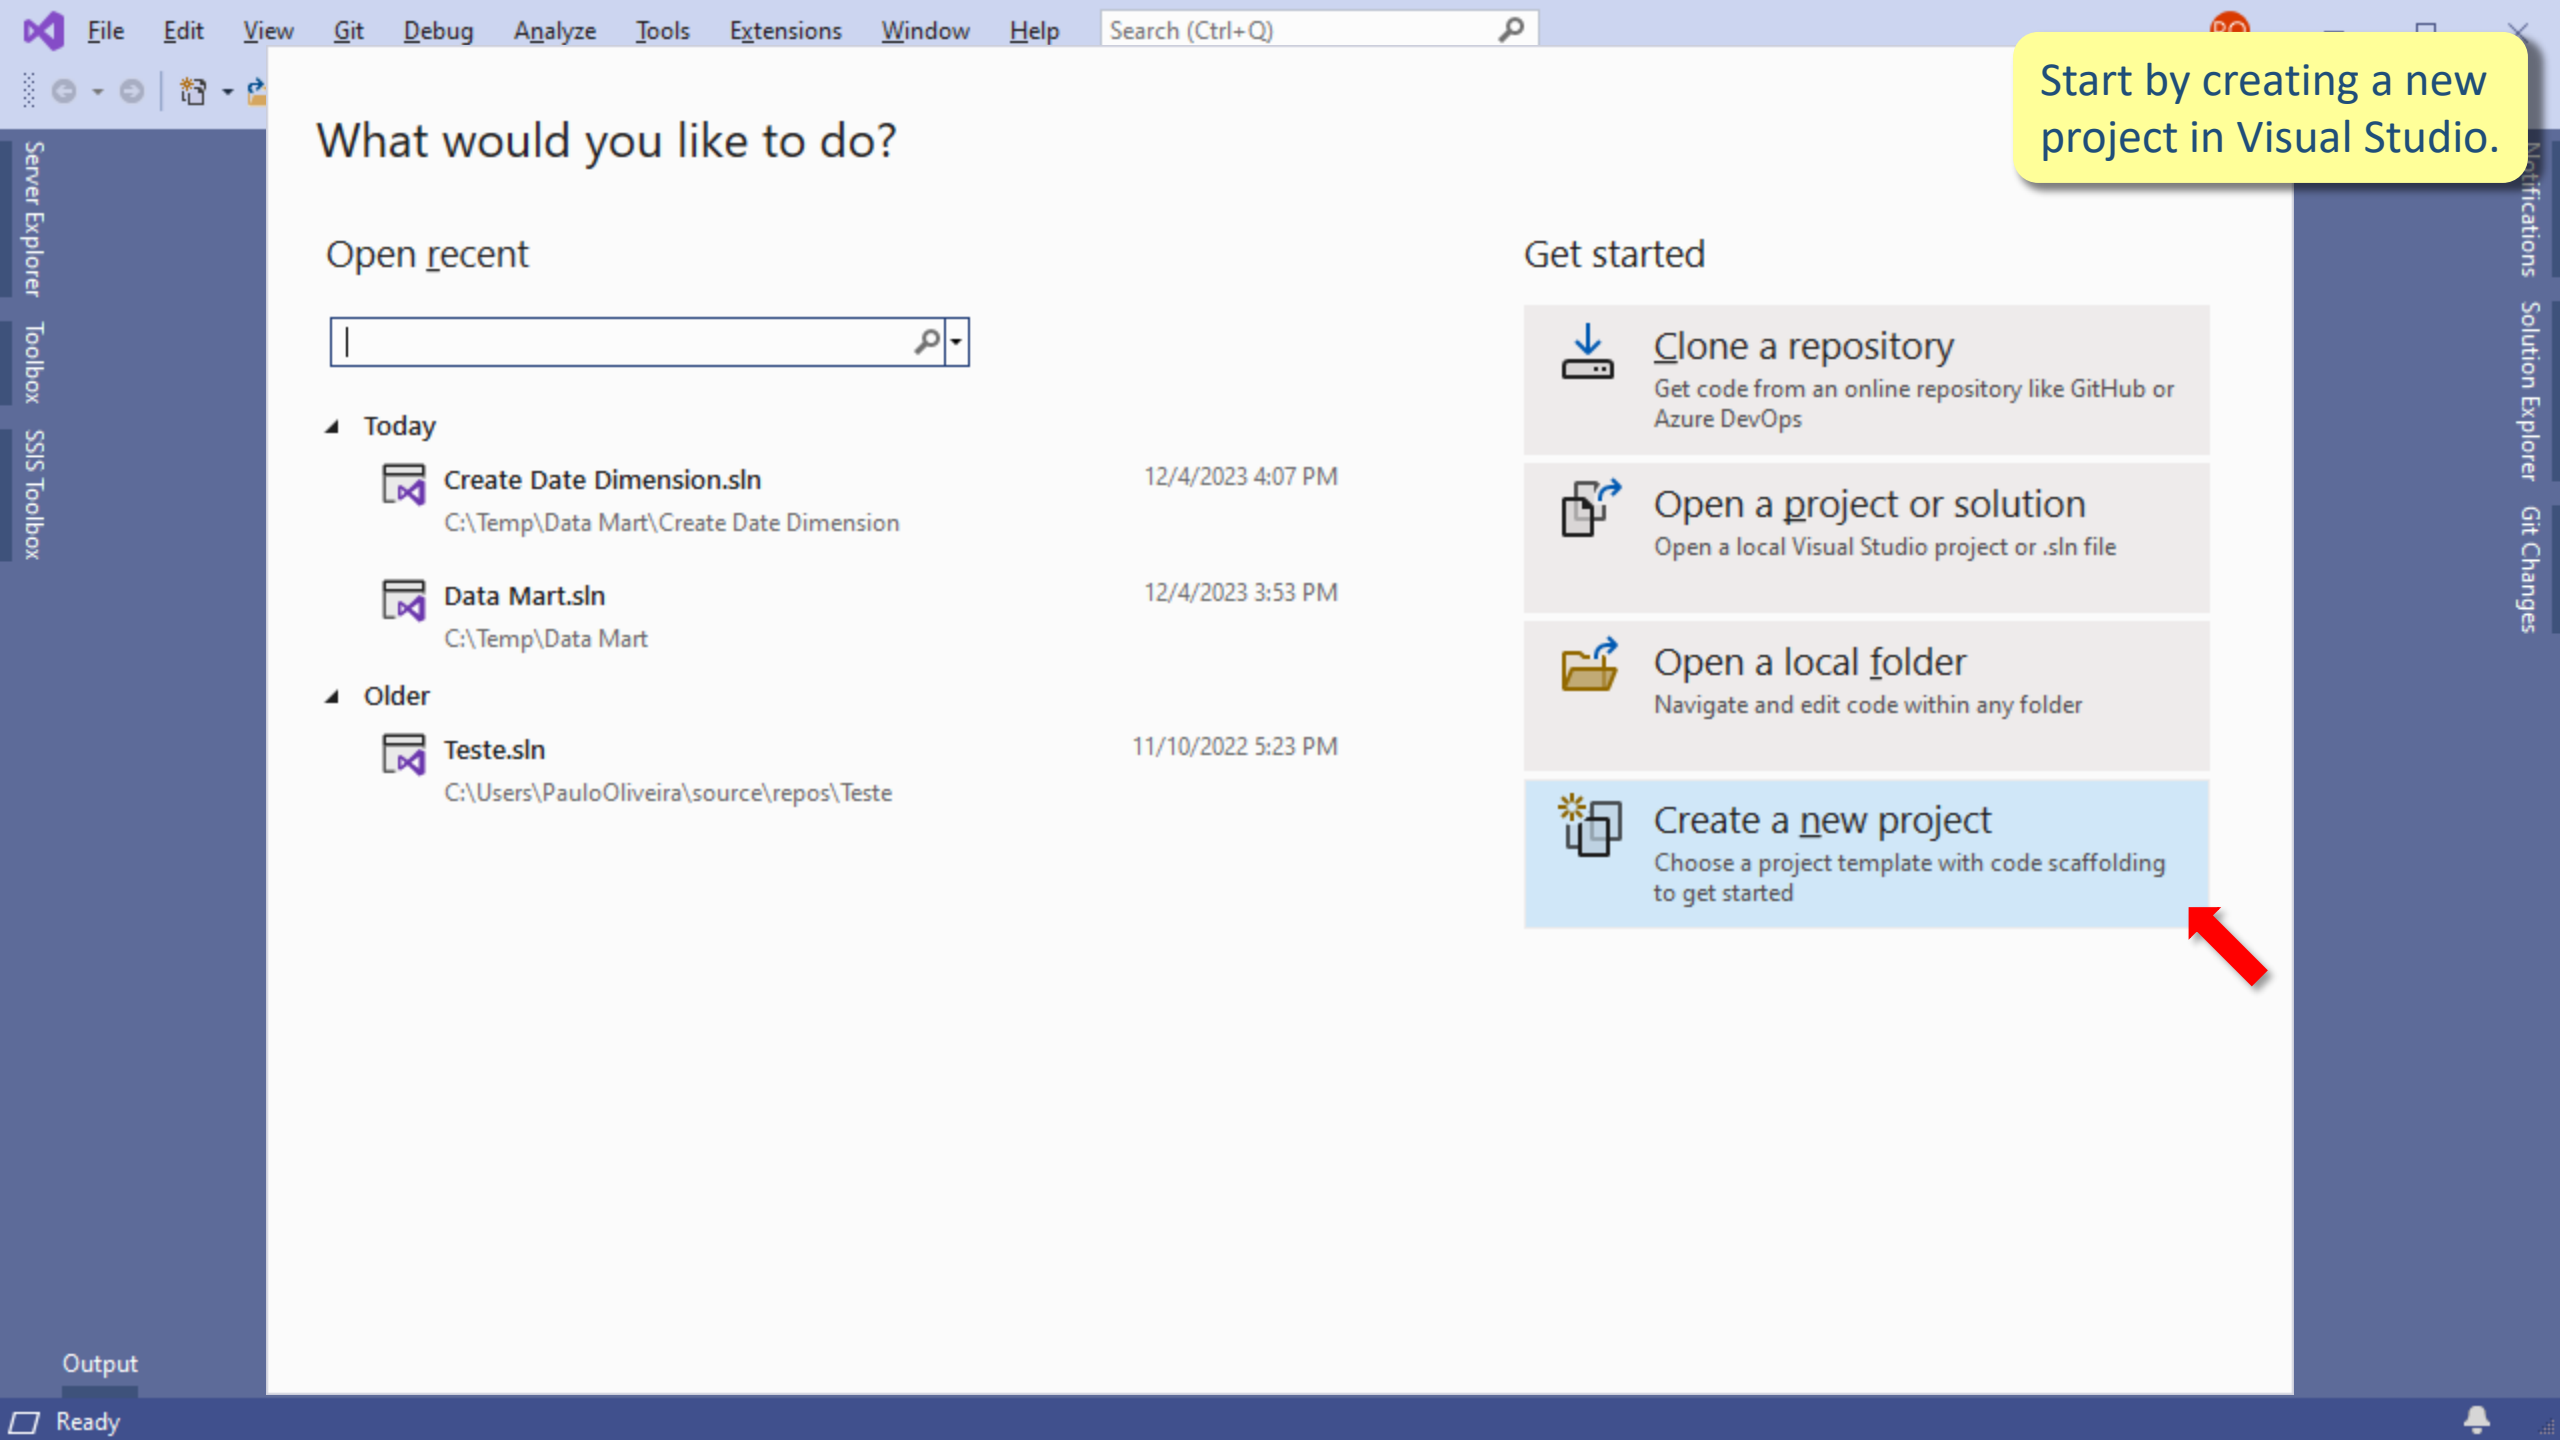 File Edit View Git Debug Analyze Tools Extensions Window Help Search (Ctrl+Q)
Start by creating a new
project in Visual Studio.
Server Explorer
Toolbox
SSIS Toolbox
What would you like to do?
Open recent
Today
Create Date Dimension.sln 12/4/2023 4:07 PM
C:\Temp\Data Mart\Create Date Dimension
Data Mart.sln 12/4/2023 3:53 PM
C:\Temp\Data Mart
Older
Teste.sln 11/10/2022 5:23 PM
C:\Users\PauloOliveira\source\repos\Teste
Get started
Clone a repository
Get code from an online repository like GitHub or
Azure DevOps
Open a project or solution
Open a local Visual Studio project or .sln file
Open a local folder
Navigate and edit code within any folder
Create a new project
Choose a project template with code scaffolding
to get started
Notifications
Solution Explorer
Git Changes
Output
Ready